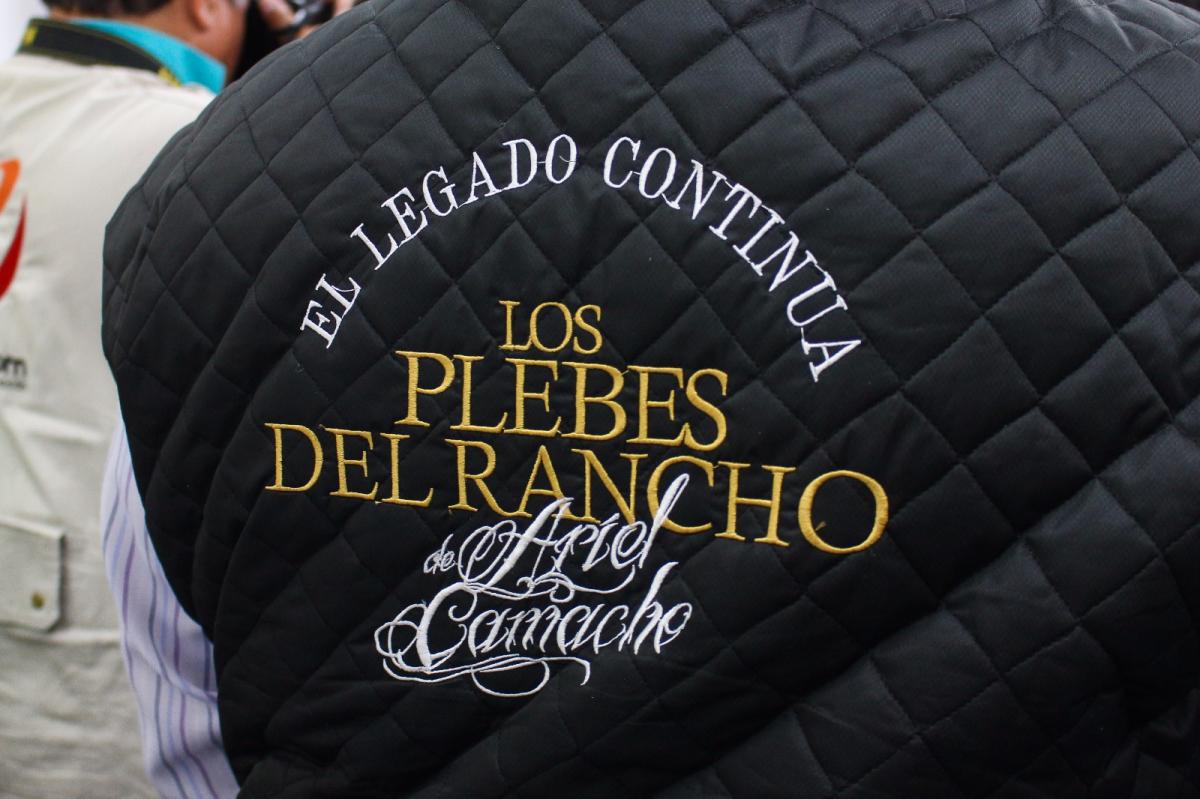 EL LEGADO CONTINUA
LOS
PLEBES
DEL RANCHO
de Ariel
Camacho